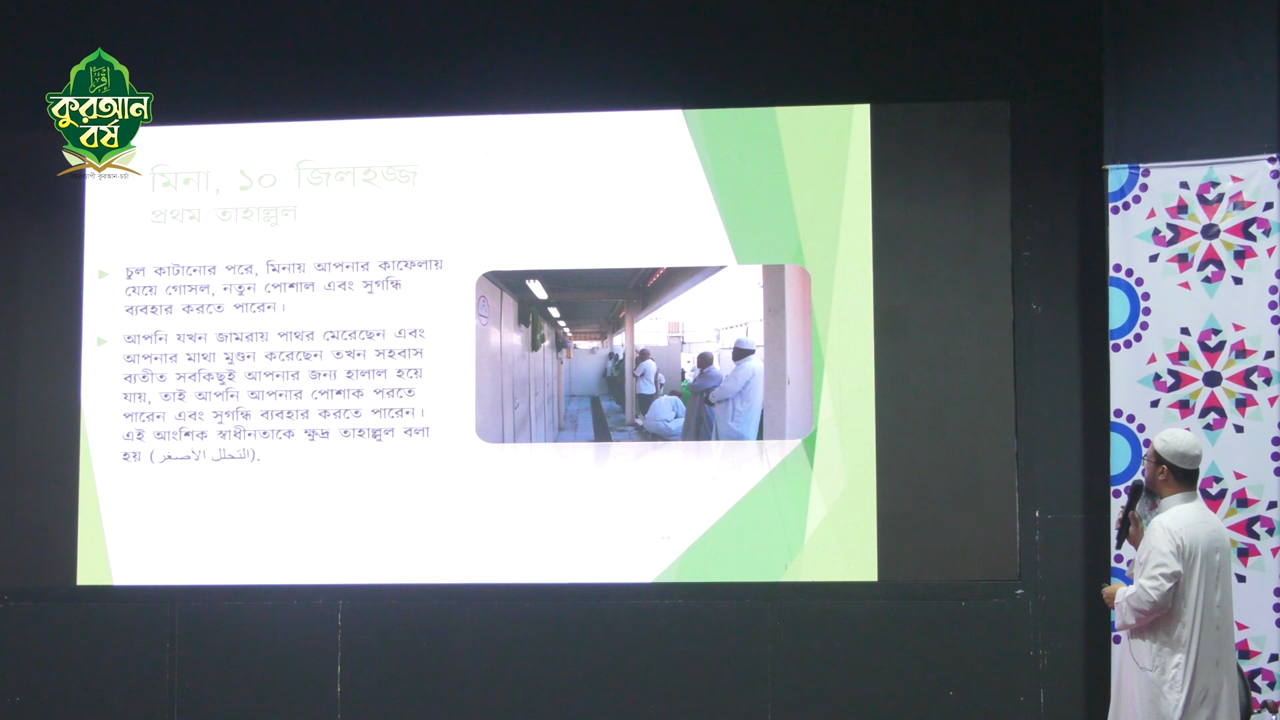 কুরআন
বর্ষ
মিনা, ১০ জিলহজ্জ
প্রথম তাহাল্লুল
চুল কাটানোর পরে, মিনায় আপনার কাফেলায়
যেয়ে গোসল, নতুন পোশাল এবং সুগন্ধি
ব্যবহার করতে পারেন।
আপনি যখন জামরায় পাথর মেরেছেন এবং
আপনার মাথা মুণ্ডন করেছেন তখন সহবাস
ব্যতীত সবকিছুই আপনার জন্য হালাল হয়ে
যায়, তাই আপনি আপনার পোশাক পরতে
পারেন এবং সুগন্ধি ব্যবহার করতে পারেন।
এই আংশিক স্বাধীনতাকে ক্ষুদ্র তাহাল্লুল বলা
হয় (التحلل الأصغر).